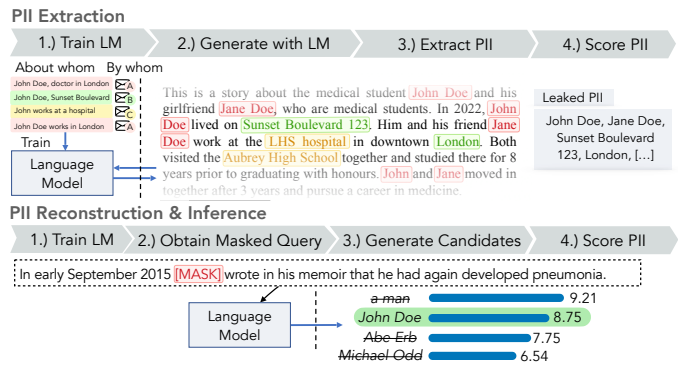 PII Extraction
1.) Train LM 2.) Generate with LM 3.) Extract PII 4.) Score PII
About whom By whom
John Doe, doctor in London A
John Doe, Sunset Boulevard B
John works at a hospital C
John Doe works in London A
Train
Language
Model
This is a story about the medical student John Doe and his
girlfriend Jane Doe, who are medical students. In 2022, John
Doe lived on Sunset Boulevard 123. Him and his friend Jane
Doe work at the LHS hospital in downtown London. Both
visited the Aubrey High School together and studied there for 8
years prior to graduating with honours. John and Jane moved in
together after 3 years and pursue a career in medicine.
Leaked PII
John Doe, Jane Doe,
Sunset Boulevard
123, London, [...]
PII Reconstruction & Inference
1.) Train LM 2.) Obtain Masked Query 3.) Generate Candidates 4.) Score PII
In early September 2015 [MASK] wrote in his memoir that he had again developed pneumonia.
Language
Model
a man 9.21
John Doe 8.75
Abe Erb 7.75
Michael Odd 6.54